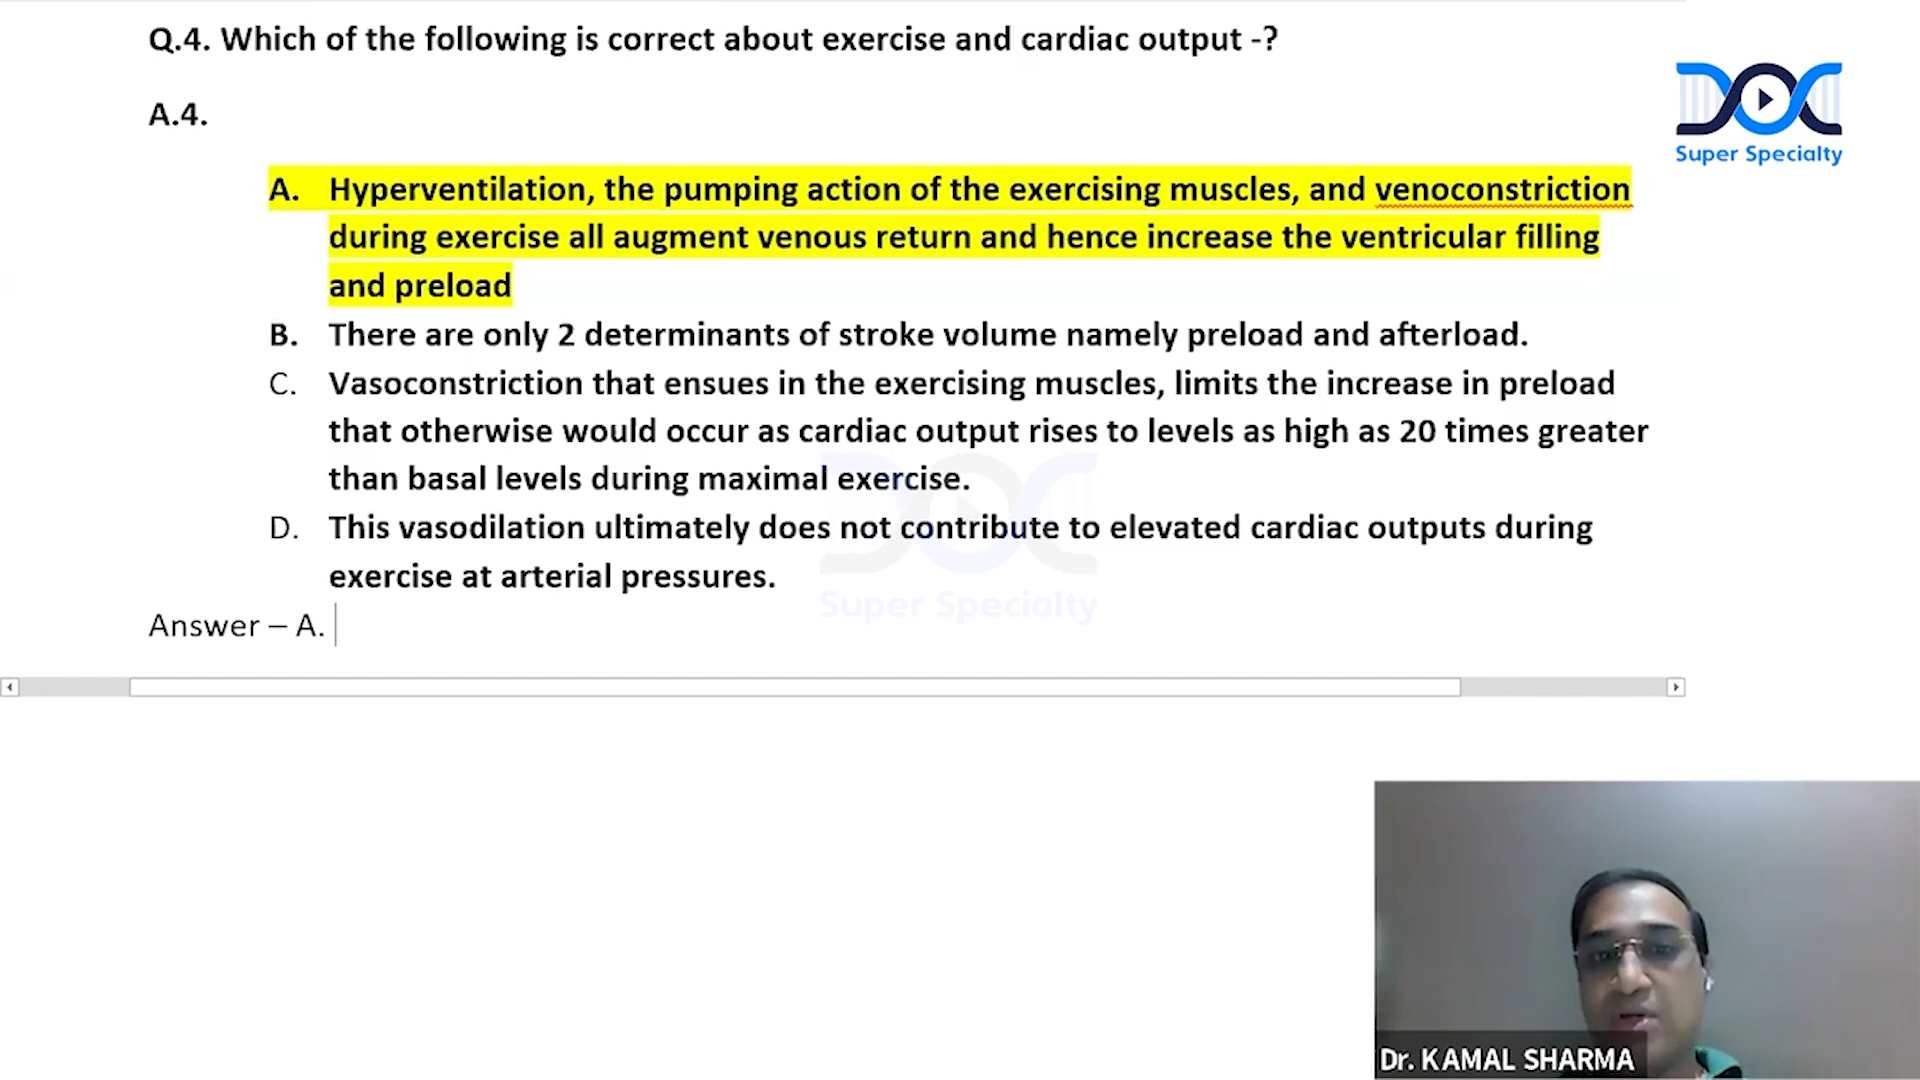 Q.4. Which of the following is correct about exercise and cardiac output -?
DOC
Super Specialty
A.4.
A. Hyperventilation, the pumping action of the exercising muscles, and venoconstriction
during exercise all augment venous return and hence increase the ventricular filling
and preload
B. There are only 2 determinants of stroke volume namely preload and afterload.
C. Vasoconstriction that ensues in the exercising muscles, limits the increase in preload
that otherwise would occur as cardiac output rises to levels as high as 20 times greater
than basal levels during maximal exercise.
D. This vasodilation ultimately does not contribute to elevated cardiac outputs during
exercise at arterial pressures.
DOC
Super Specialty
Answer – A.
Dr. KAMAL SHARMA